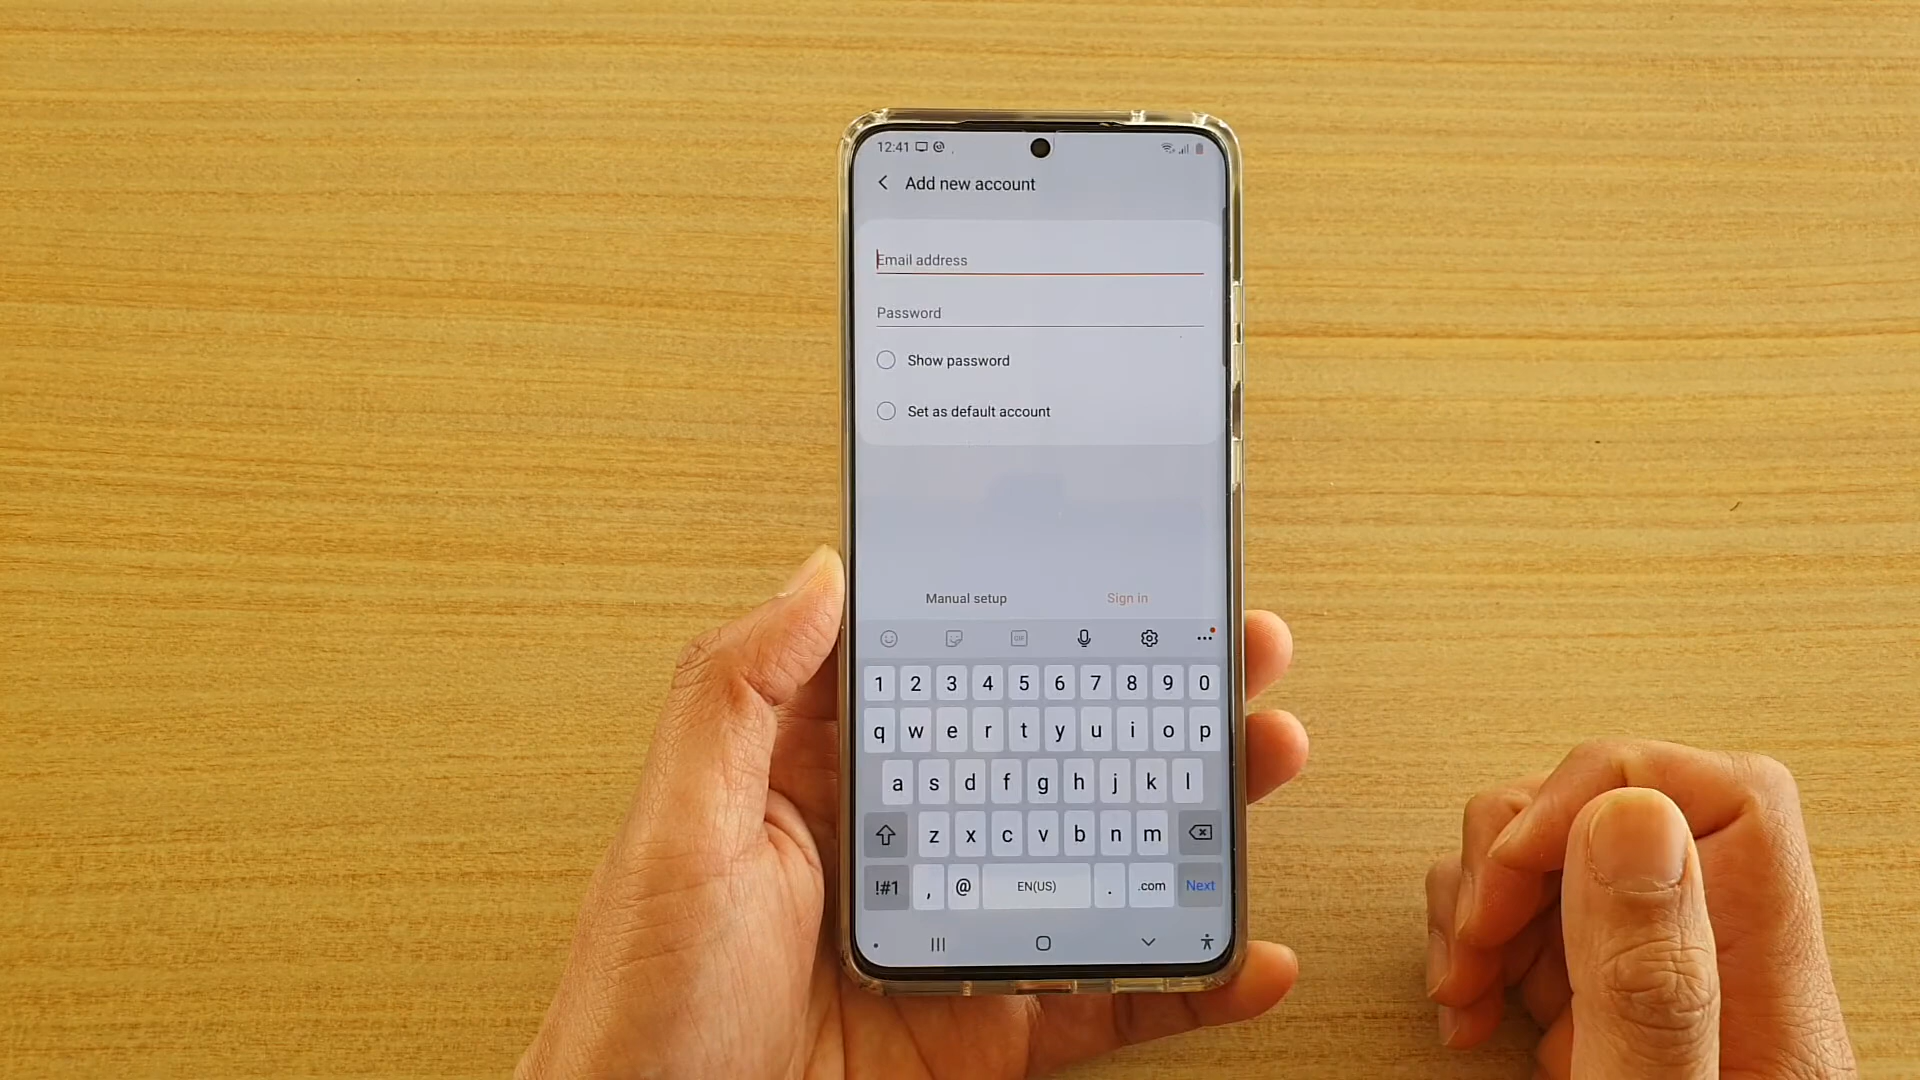 12:41
Add new account
Email address
Password
Show password
Set as default account
Manual setup Sign in
GIF
1 2 3 4 5 6 7 8 9 0
q w e r t y u i o p
a s d f g h j k l
z x c v b n m
!#1 , @ EN(US) . .com Next